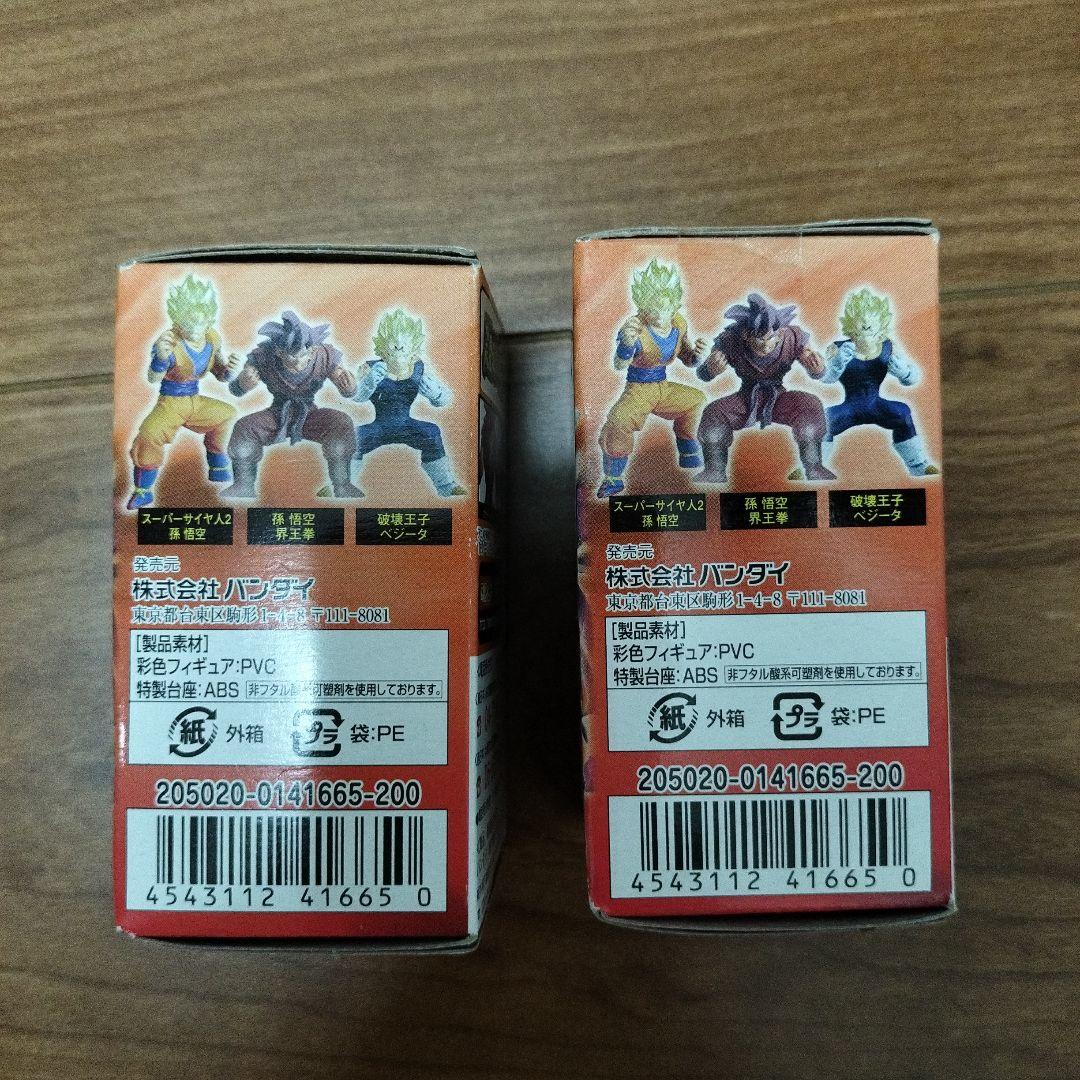 スーパーサイヤ人2
孫 悟空
孫 悟空
界王拳
破壊王子
ベジータ
発売元
株式会社 バンダイ
東京都台東区駒形1-4-8 〒111-8081
[製品素材]
彩色フィギュア:PVC
特製台座:ABS 非フタル酸系可塑剤を使用しております。
紙 外箱 プラ 袋:PE
205020-0141665-200
4543112 41665 0
スーパーサイヤ人2
孫 悟空
孫 悟空
界王拳
破壊王子
ベジータ
発売元
株式会社 バンダイ
東京都台東区駒形1-4-8 〒111-8081
[製品素材]
彩色フィギュア:PVC
特製台座:ABS 非フタル酸系可塑剤を使用しております。
紙 外箱 プラ 袋:PE
205020-0141665-200
4543112 41665 0